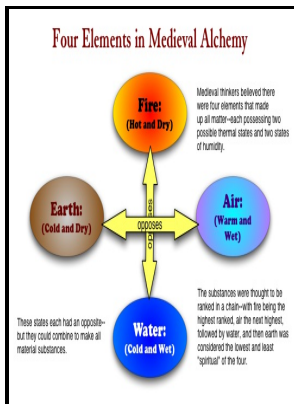 Four Elements in Medieval Alchemy
Medieval thinkers believed there
were four elements that made
up all matter--each possessing two
possible thermal states and two states
of humidity.
Fire:
(Hot and Dry)
Earth:
(Cold and Dry)
opposes
opposes
Air:
(Warm and
Wet)
Water:
(Cold and Wet)
These states each had an opposite--
but they could combine to make all
material substances.
The substances were thought to be
ranked in a chain--with fire being the
highest ranked, air the next highest,
followed by water, and then earth was
considered the lowest and least
"spiritual" of the four.